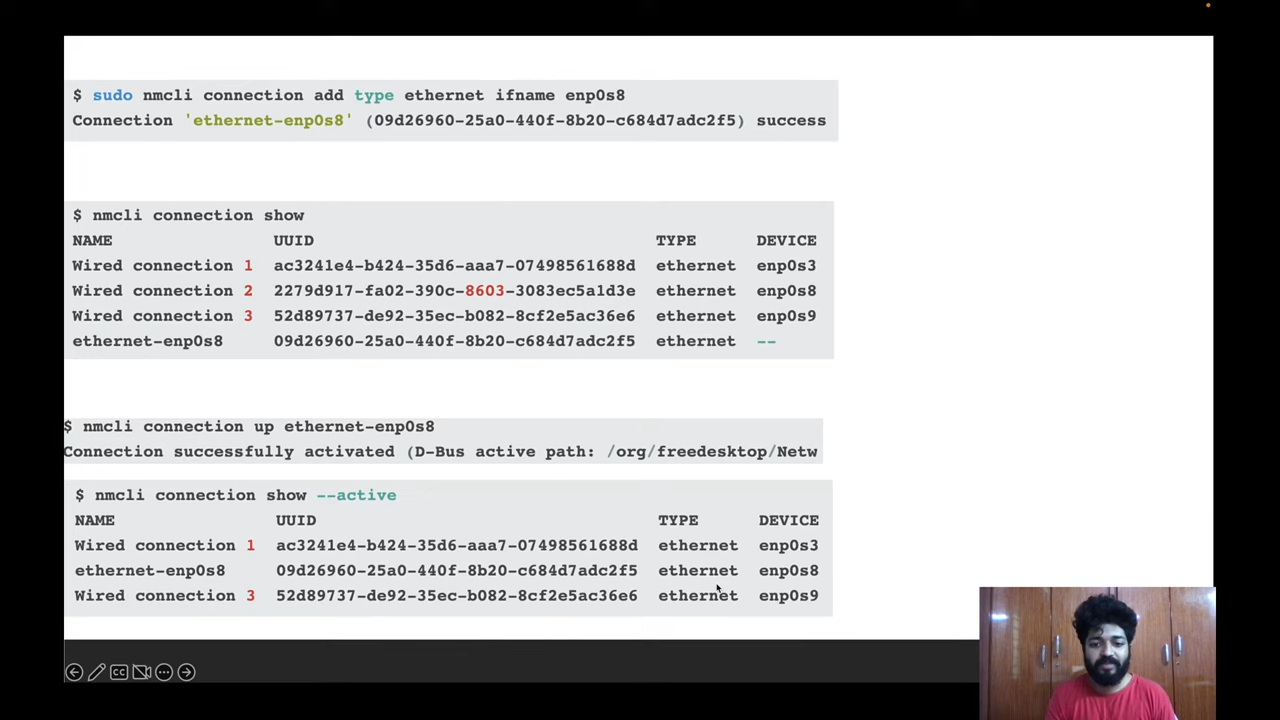 $ sudo nmcli connection add type ethernet ifname enp0s8
Connection 'ethernet-enp0s8' (09d26960-25a0-440f-8b20-c684d7adc2f5) success
$ nmcli connection show
NAME UUID TYPE DEVICE
Wired connection 1 ac3241e4-b424-35d6-aaa7-07498561688d ethernet enp0s3
Wired connection 2 2279d917-fa02-390c-8603-3083ec5a1d3e ethernet enp0s8
Wired connection 3 52d89737-de92-35ec-b082-8cf2e5ac36e6 ethernet enp0s9
ethernet-enp0s8 09d26960-25a0-440f-8b20-c684d7adc2f5 ethernet --
$ nmcli connection up ethernet-enp0s8
Connection successfully activated (D-Bus active path: /org/freedesktop/Netw
$ nmcli connection show --active
NAME UUID TYPE DEVICE
Wired connection 1 ac3241e4-b424-35d6-aaa7-07498561688d ethernet enp0s3
ethernet-enp0s8 09d26960-25a0-440f-8b20-c684d7adc2f5 ethernet enp0s8
Wired connection 3 52d89737-de92-35ec-b082-8cf2e5ac36e6 ethernet enp0s9
CC